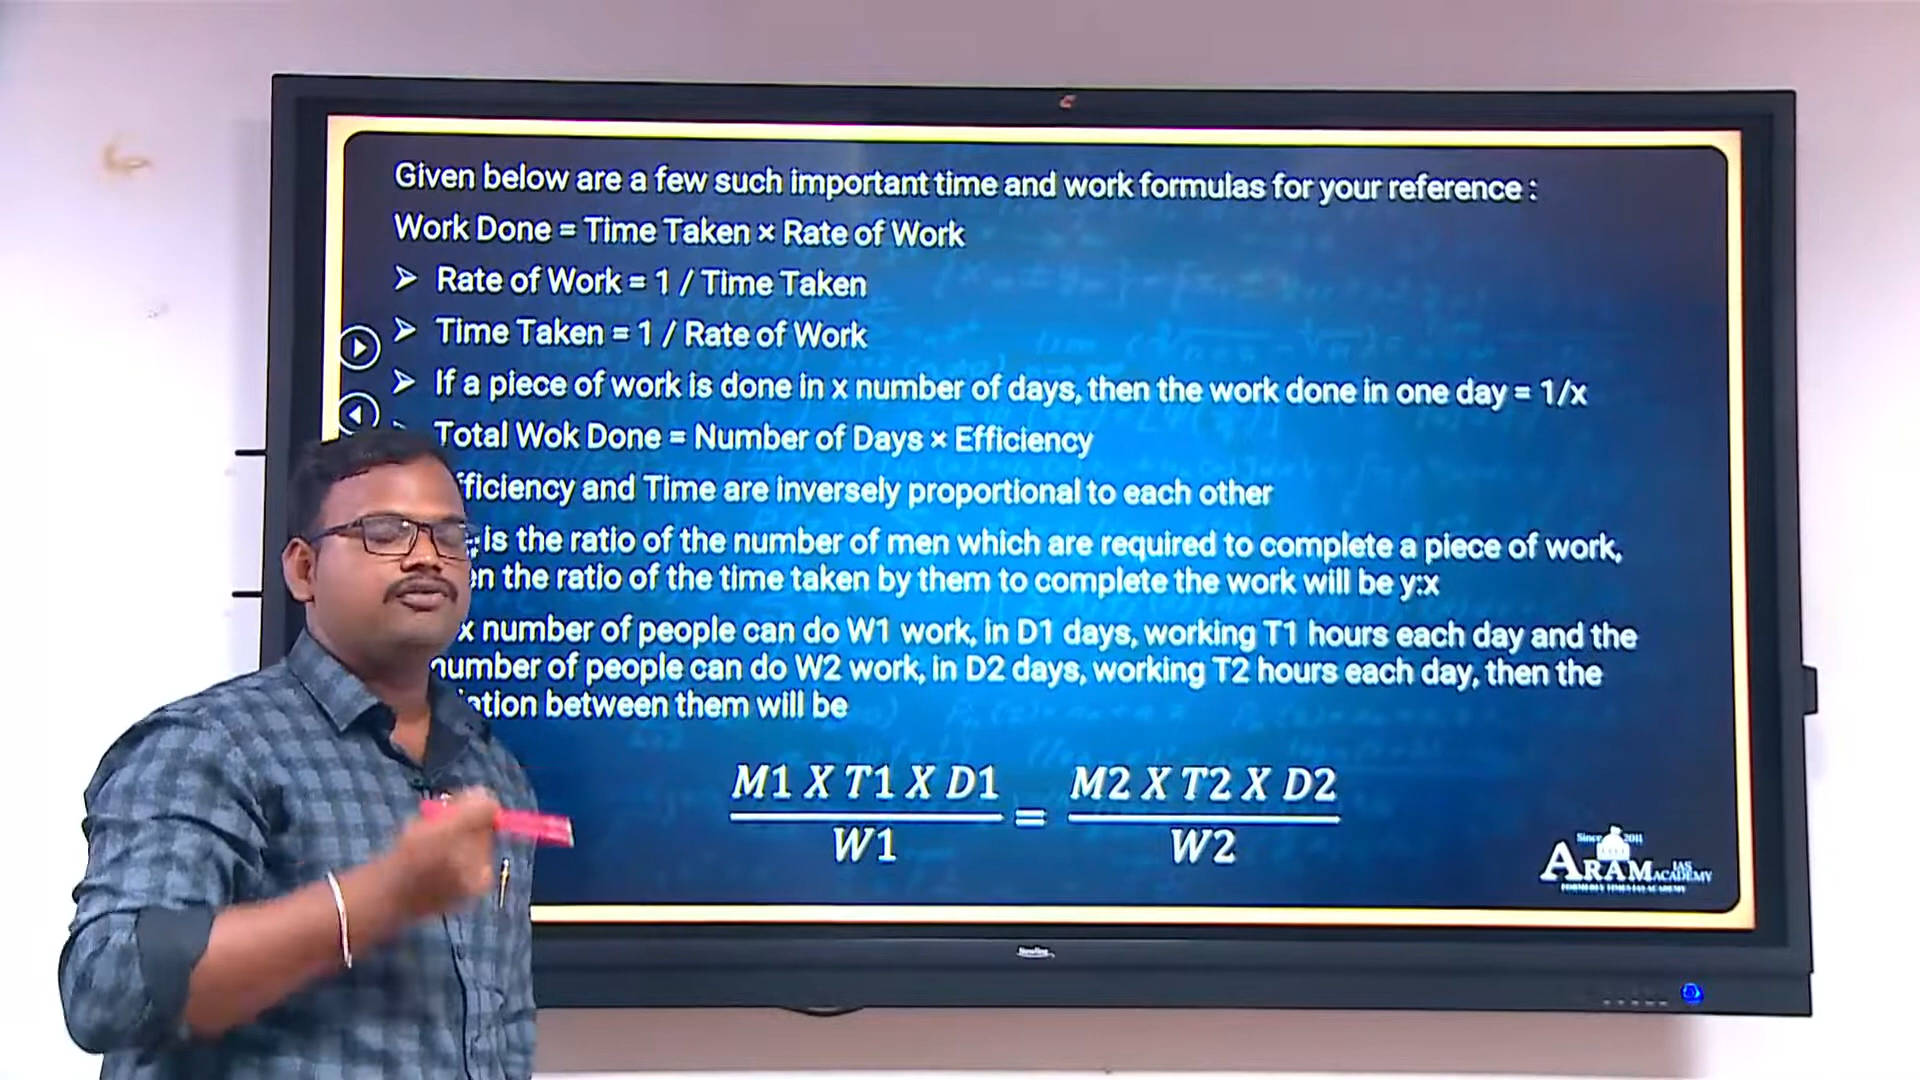 Given below are a few such important time and work formulas for your reference :
Work Done = Time Taken × Rate of Work
➤ Rate of Work = 1 / Time Taken
➤ Time Taken = 1 / Rate of Work
➤ If a piece of work is done in x number of days, then the work done in one day = 1/x
Total Wok Done = Number of Days × Efficiency
fficiency and Time are inversely proportional to each other
is the ratio of the number of men which are required to complete a piece of work,
en the ratio of the time taken by them to complete the work will be y:x
x number of people can do W1 work, in D1 days, working T1 hours each day and the
number of people can do W2 work, in D2 days, working T2 hours each day, then the
ation between them will be
M1 X T1 X D1 = M2 X T2 X D2
W1 W2
Since 2011
ARAM IAS ACADEMY
FORMERLY TIMES IAS ACADEMY